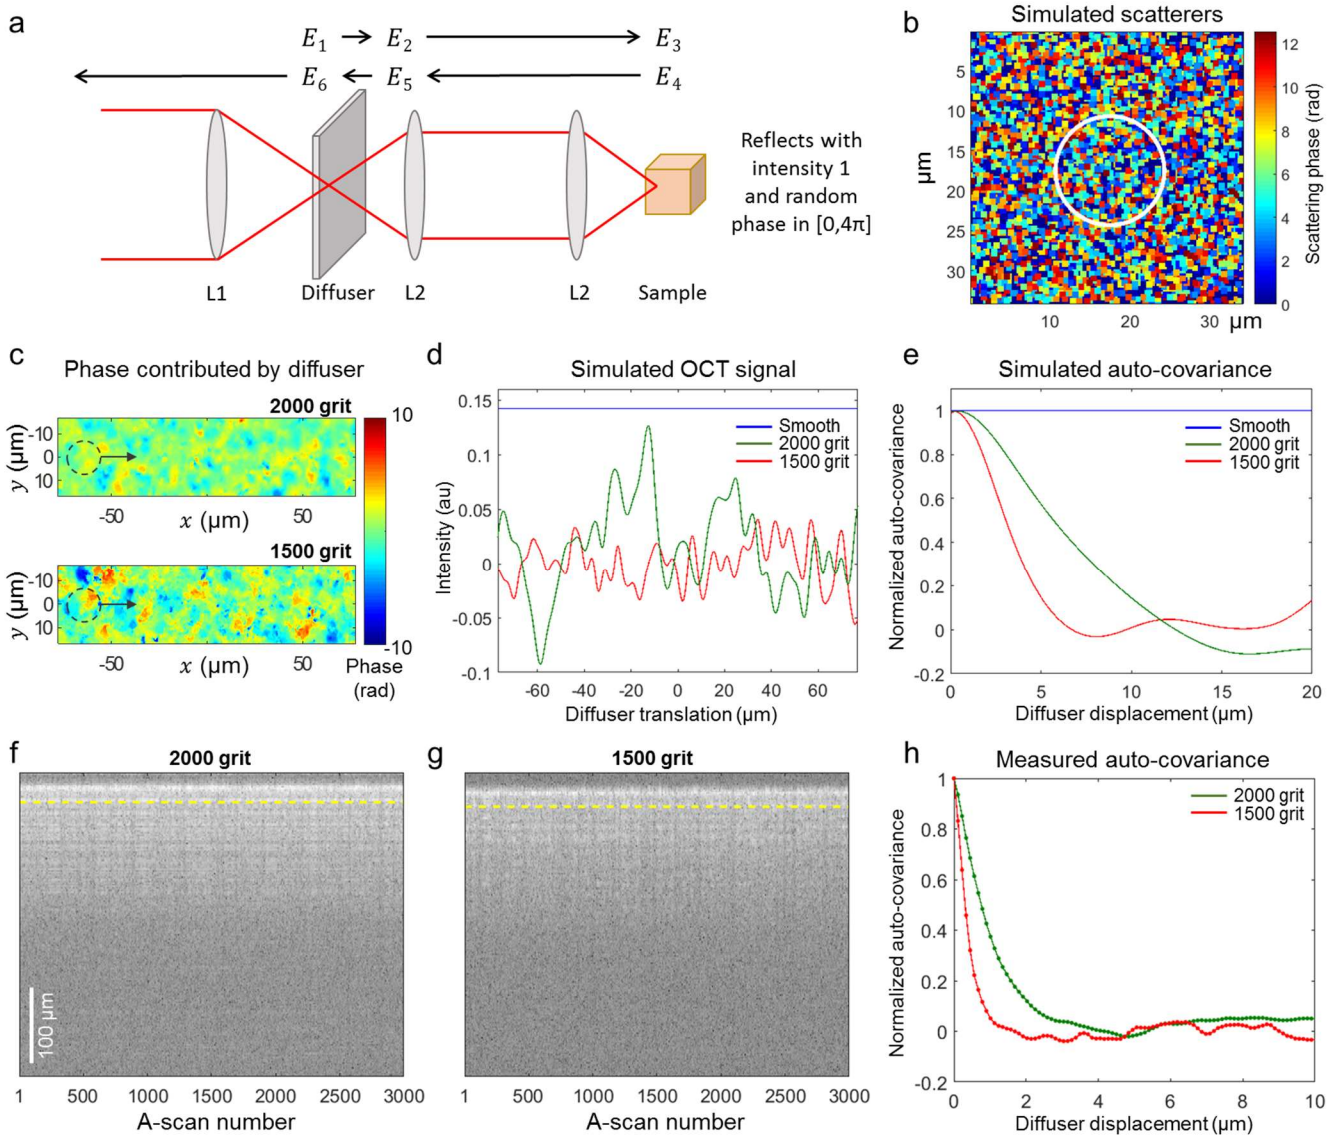 a
E1 → E2 → E3
E6 ← E5 ← E4
L1
Diffuser
L2
L2
Sample
Reflects with
intensity 1
and random
phase in [0,4π]
b
Simulated scatterers
5
10
15
20
25
30
µm
10
20
30
µm
12
10
8
6
4
2
0
Scattering phase (rad)
c
Phase contributed by diffuser
2000 grit
-10
0
10
y (µm)
-50
x (µm)
50
1500 grit
-10
0
10
y (µm)
-50
x (µm)
50
10
-10
Phase
(rad)
d
Simulated OCT signal
0.15
0.1
0.05
0
-0.05
-0.1
Intensity (au)
Smooth
2000 grit
1500 grit
-60
-40
-20
0
20
40
60
Diffuser translation (µm)
e
Simulated auto-covariance
1
0.8
0.6
0.4
0.2
0
-0.2
Normalized auto-covariance
Smooth
2000 grit
1500 grit
0
5
10
15
20
Diffuser displacement (µm)
f
2000 grit
100 µm
1
500
1000
1500
2000
2500
3000
A-scan number
g
1500 grit
1
500
1000
1500
2000
2500
3000
A-scan number
h
Measured auto-covariance
1
0.8
0.6
0.4
0.2
0
-0.2
Normalized auto-covariance
2000 grit
1500 grit
0
2
4
6
8
10
Diffuser displacement (µm)